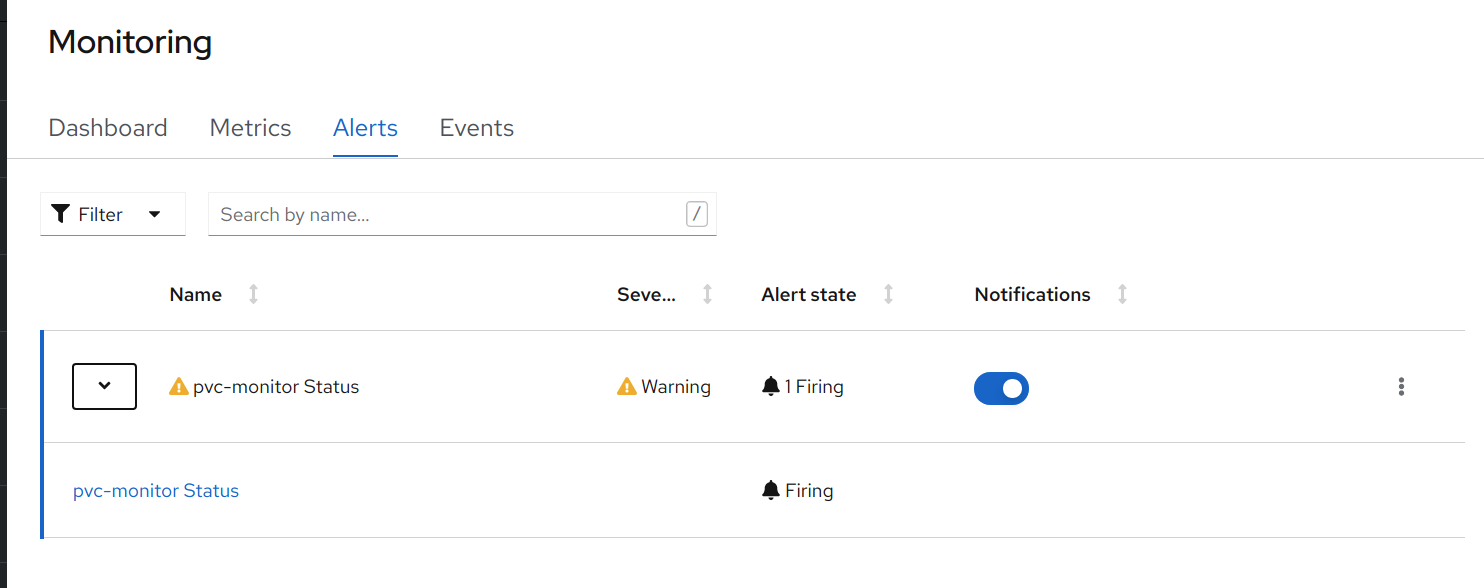 Monitoring
Dashboard Metrics Alerts Events
Filter Search by name... /
Name Seve... Alert state Notifications
pvc-monitor Status Warning 1 Firing
pvc-monitor Status Firing